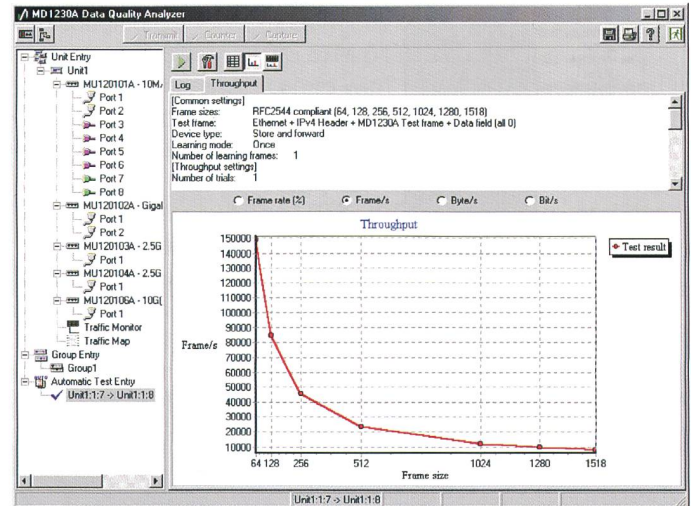 MD1230A Data Quality Analyzer
Transmit
Counter
Capture
Unit Entry
Unit1
MU120101A - 10M/
Port 1
Port 2
Port 3
Port 4
Port 5
Port 6
Port 7
Port 8
MU120102A - Gigal
Port 1
Port 2
MU120103A - 2.5G
Port 1
MU120104A - 2.5G
Port 1
MU120106A - 10G(
Port 1
Traffic Monitor
Traffic Map
Group Entry
Group1
Automatic Test Entry
Unit1:1:7 -> Unit1:1:8
Log
Throughput
[Common settings]
Frame sizes: RFC2544 compliant (64, 128, 256, 512, 1024, 1280, 1518)
Test frame: Ethernet + IPv4 Header + MD1230A Test frame + Data field (all 0)
Device type: Store and forward
Learning mode: Once
Number of learning frames: 1
[Throughput settings]
Number of trials: 1
Frame rate (%)
Frame/s
Byte/s
Bit/s
Throughput
150000
140000
130000
120000
110000
100000
90000
80000
70000
60000
50000
40000
30000
20000
10000
Frame/s
64 128 256 512 1024 1280 1518
Frame size
Test result
Unit1:1:7 -> Unit1:1:8